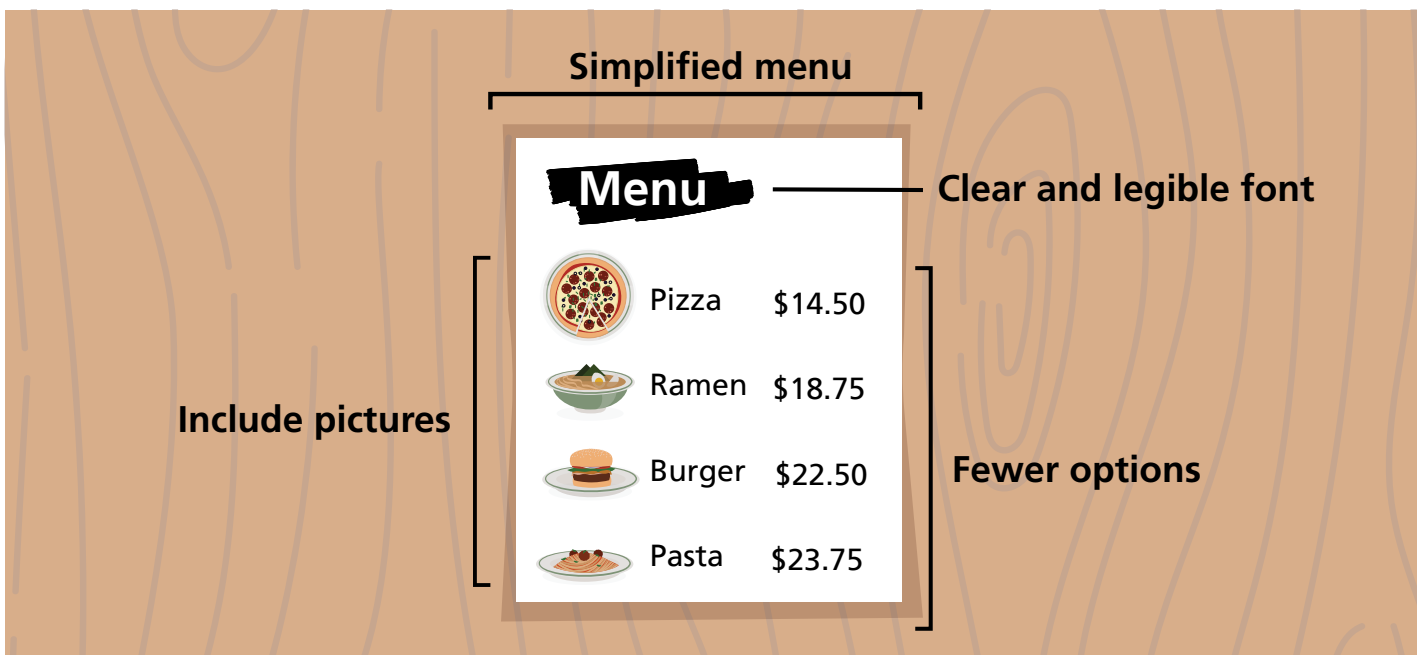 Simplified menu
Menu
Clear and legible font
Include pictures
Pizza $14.50
Ramen $18.75
Burger $22.50
Pasta $23.75
Fewer options